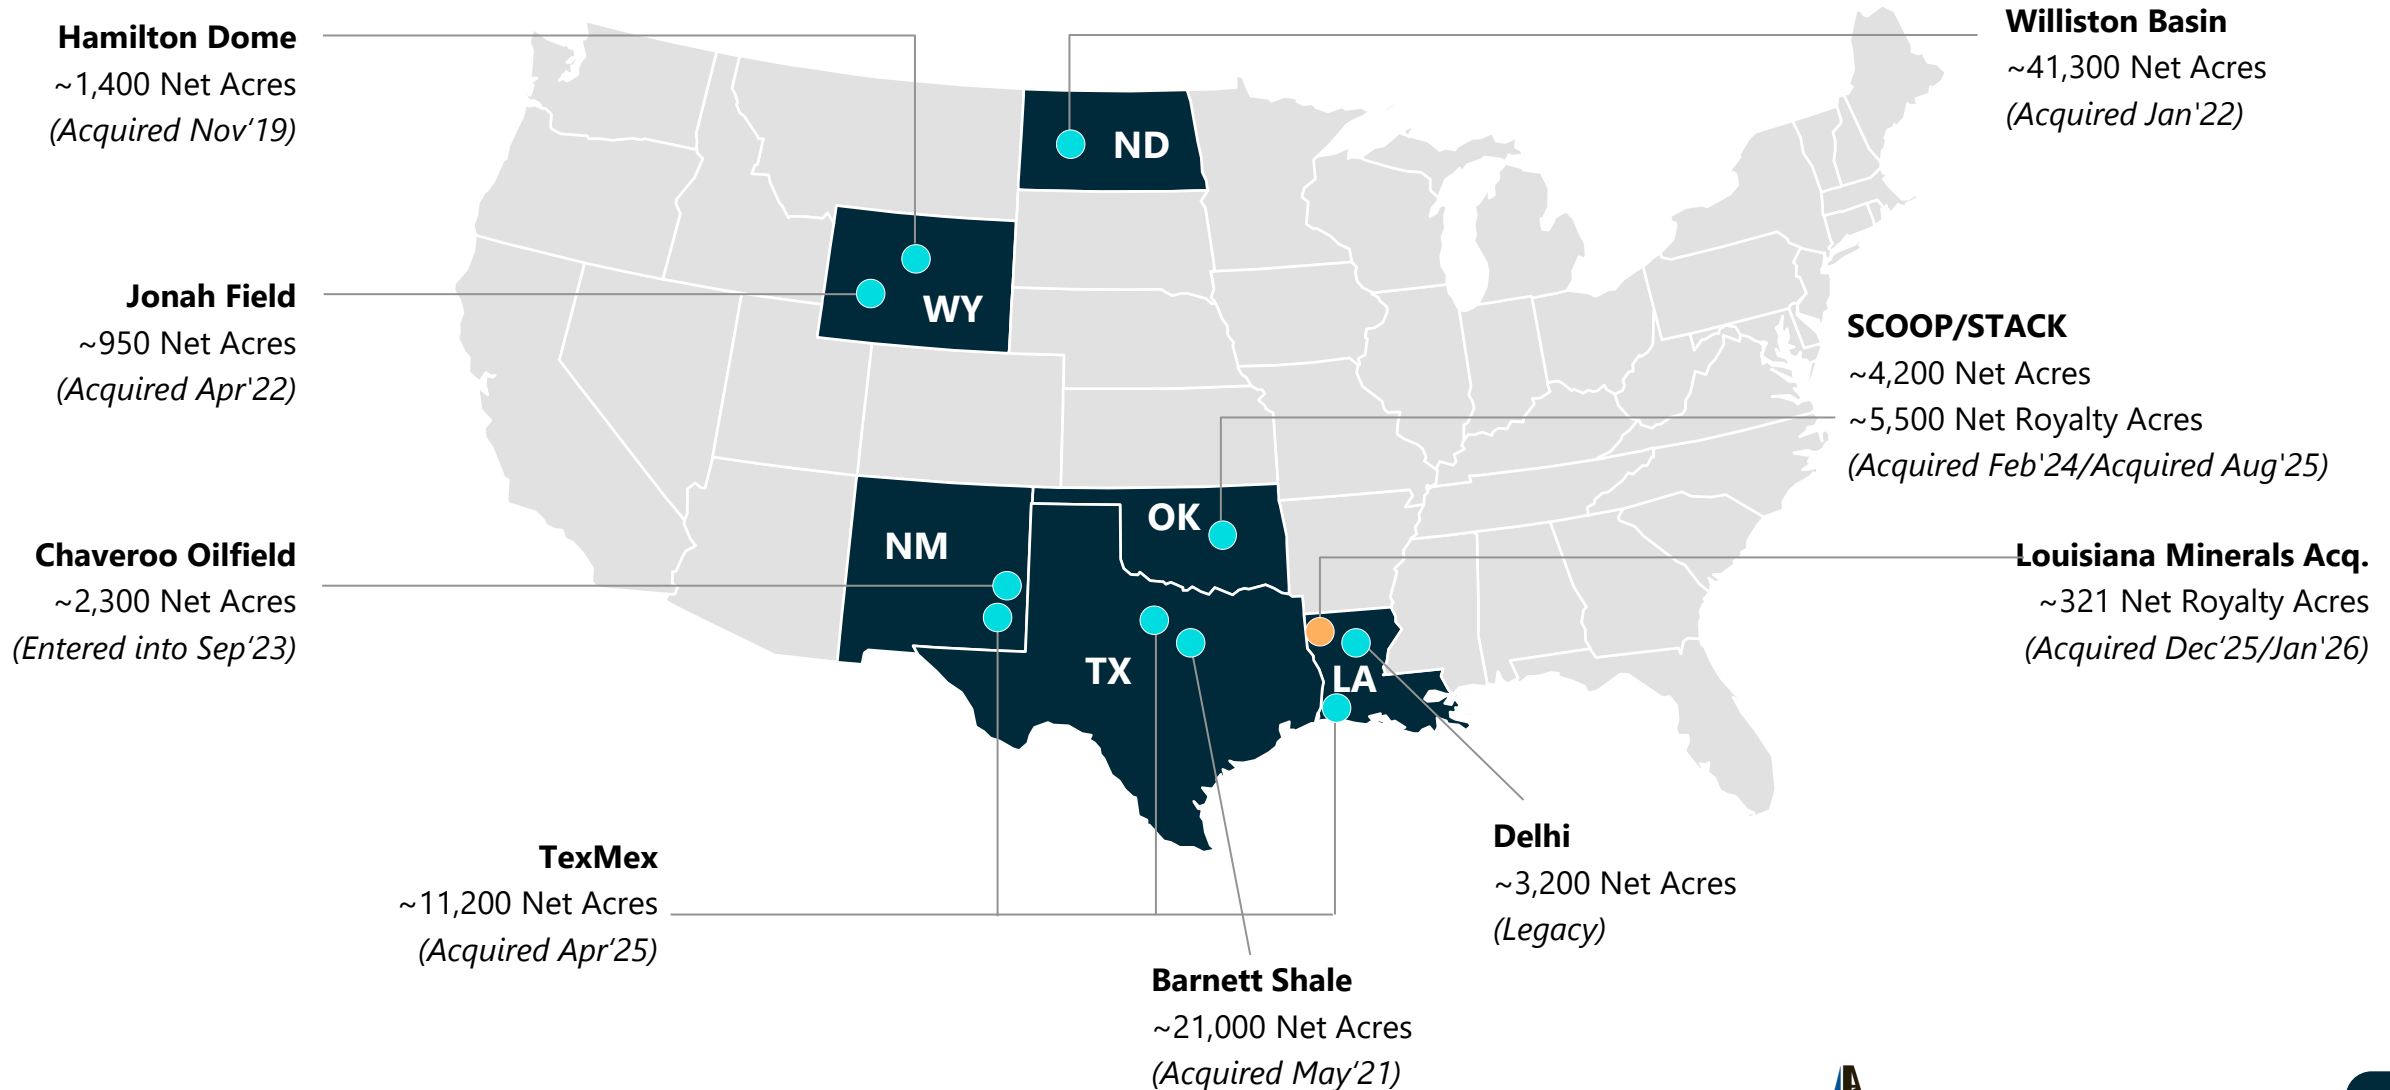 Hamilton Dome
~1,400 Net Acres
(Acquired Nov‘19)
Williston Basin
~41,300 Net Acres
(Acquired Jan'22)
ND
WY
Jonah Field
~950 Net Acres
(Acquired Apr'22)
SCOOP/STACK
~4,200 Net Acres
~5,500 Net Royalty Acres
(Acquired Feb'24/Acquired Aug'25)
OK
NM
Chaveroo Oilfield
~2,300 Net Acres
(Entered into Sep‘23)
Louisiana Minerals Acq.
~321 Net Royalty Acres
(Acquired Dec‘25/Jan'26)
TX
LA
TexMex
~11,200 Net Acres
(Acquired Apr‘25)
Delhi
~3,200 Net Acres
(Legacy)
Barnett Shale
~21,000 Net Acres
(Acquired May‘21)